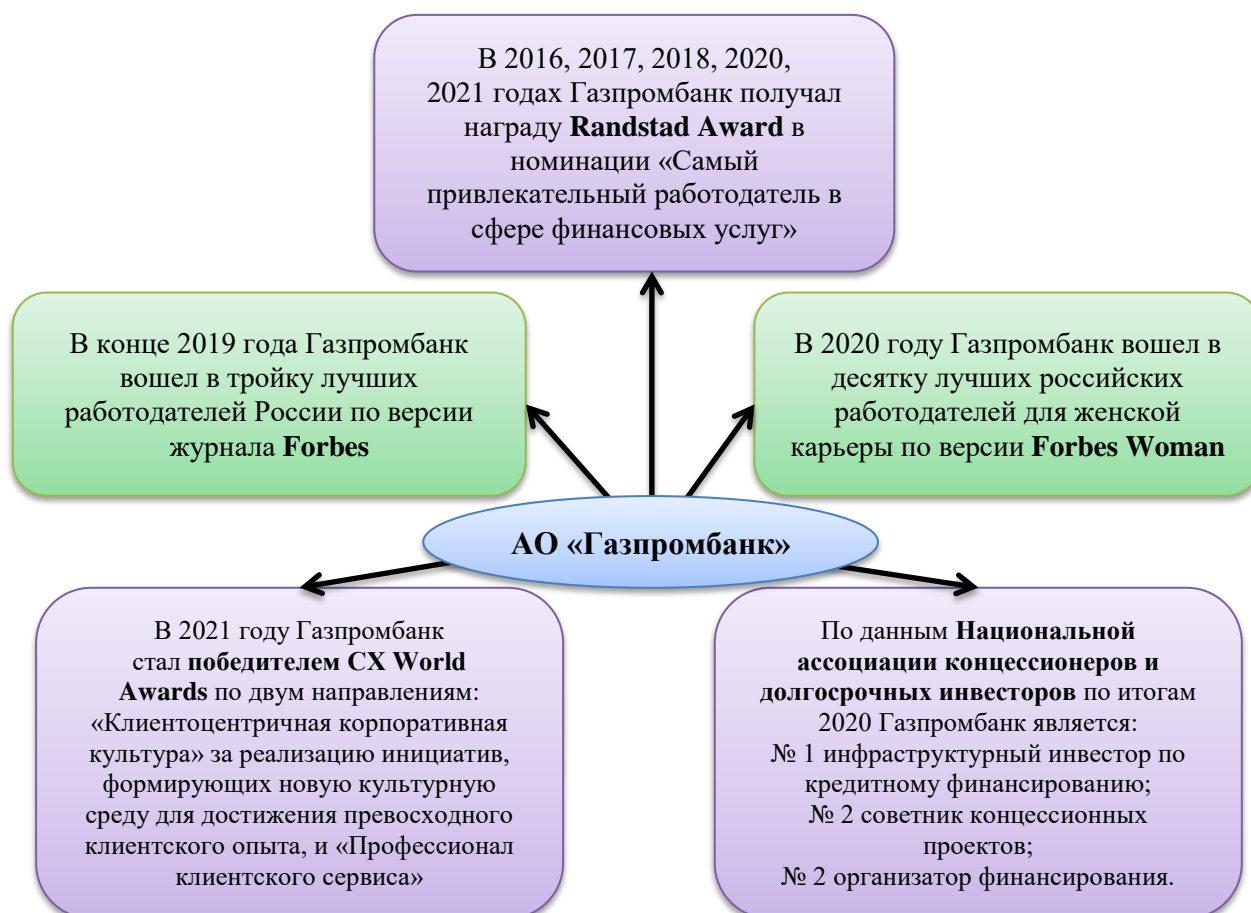 В 2016, 2017, 2018, 2020,
2021 годах Газпромбанк получал
награду Randstad Award в
номинации «Самый
привлекательный работодатель в
сфере финансовых услуг»
В конце 2019 года Газпромбанк
вошел в тройку лучших
работодателей России по версии
журнала Forbes
В 2020 году Газпромбанк вошел в
десятку лучших российских
работодателей для женской
карьеры по версии Forbes Woman
АО «Газпромбанк»
В 2021 году Газпромбанк
стал победителем CX World
Awards по двум направлениям:
«Клиентоцентричная корпоративная
культура» за реализацию инициатив,
формирующих новую культурную
среду для достижения превосходного
клиентского опыта, и «Профессионал
клиентского сервиса»
По данным Национальной
ассоциации концессионеров и
долгосрочных инвесторов по итогам
2020 Газпромбанк является:
№ 1 инфраструктурный инвестор по
кредитному финансированию;
№ 2 советник концессионных
проектов;
№ 2 организатор финансирования.